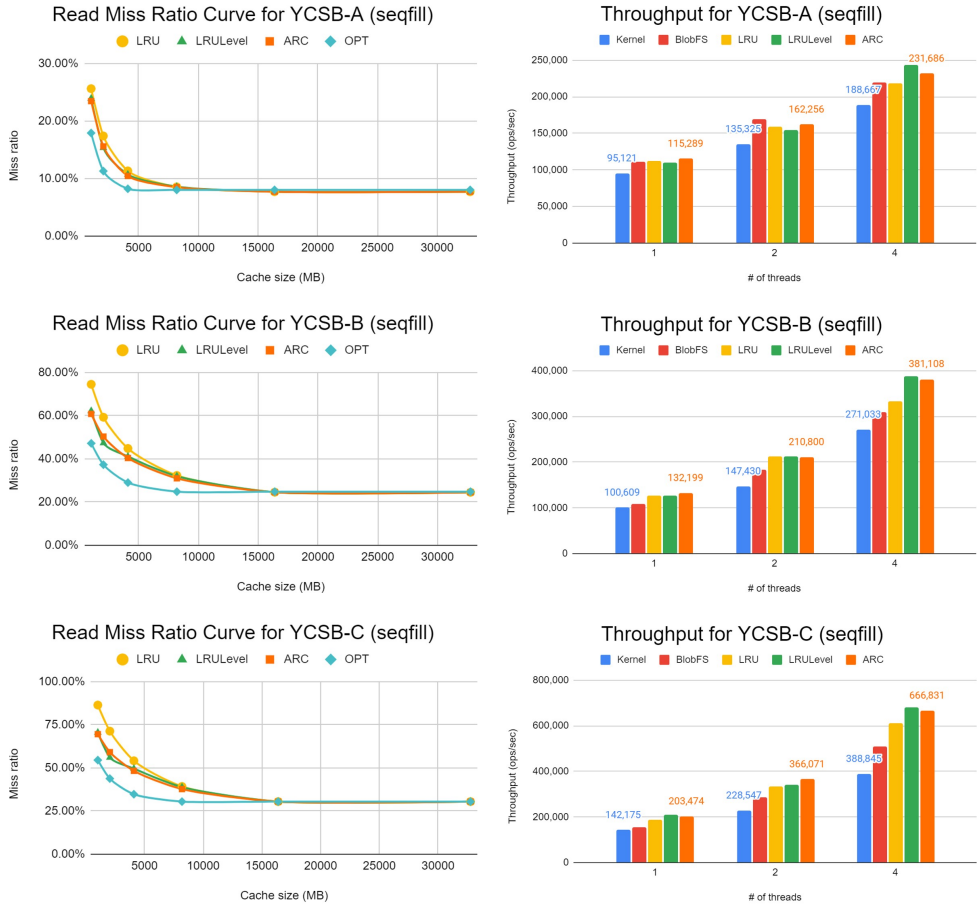 Read Miss Ratio Curve for YCSB-A (seqfill)
LRU LRULevel ARC OPT
30.00%
20.00%
10.00%
0.00%
Miss ratio
5000 10000 15000 20000 25000 30000
Cache size (MB)
Throughput for YCSB-A (seqfill)
Kernel BlobFS LRU LRULevel ARC
250,000
200,000
150,000
100,000
50,000
0
Throughput (ops/sec)
95,121
115,289
135,325
162,256
188,667
231,686
1 2 4
# of threads
Read Miss Ratio Curve for YCSB-B (seqfill)
LRU LRULevel ARC OPT
80.00%
60.00%
40.00%
20.00%
0.00%
Miss ratio
5000 10000 15000 20000 25000 30000
Cache size (MB)
Throughput for YCSB-B (seqfill)
Kernel BlobFS LRU LRULevel ARC
400,000
300,000
200,000
100,000
0
Throughput (ops/sec)
100,609
132,199
147,430
210,800
271,033
381,108
1 2 4
# of threads
Read Miss Ratio Curve for YCSB-C (seqfill)
LRU LRULevel ARC OPT
100.00%
75.00%
50.00%
25.00%
0.00%
Miss ratio
5000 10000 15000 20000 25000 30000
Cache size (MB)
Throughput for YCSB-C (seqfill)
Kernel BlobFS LRU LRULevel ARC
800,000
600,000
400,000
200,000
0
Throughput (ops/sec)
142,175
203,474
228,547
366,071
388,845
666,831
1 2 4
# of threads